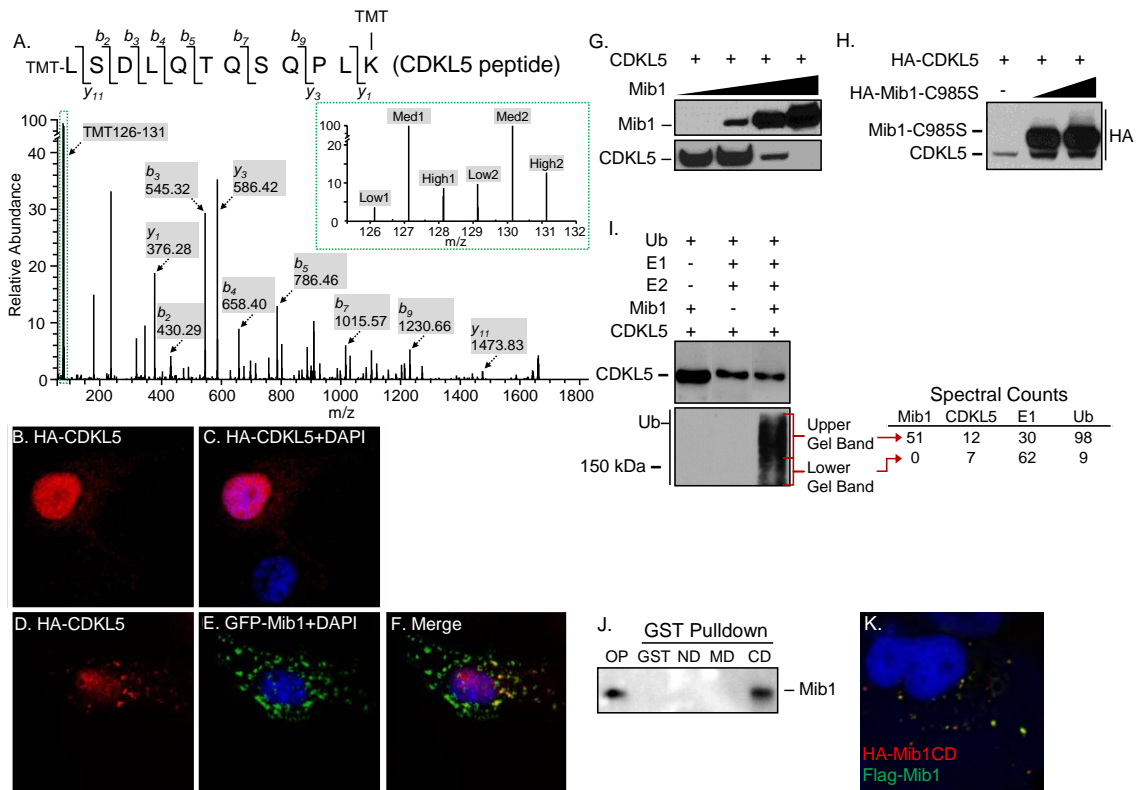 A.
TMT
b2 b3 b4 b5 b7 b9
TMT-L S D L Q T Q S Q P L K (CDKL5 peptide)
y11 y3 y1
Relative Abundance
100
40
30
20
10
0
TMT126-131
b3
545.32
y3
586.42
y1
376.28
b2
430.29
b4
658.40
b5
786.46
b7
1015.57
b9
1230.66
y11
1473.83
200 400 600 800 1000 1200 1400 1600 1800
m/z
100
20
10
0
Low1
Med1
High1
Low2
Med2
High2
126 127 128 129 130 131 132
m/z
B. HA-CDKL5
C. HA-CDKL5+DAPI
D. HA-CDKL5
E. GFP-Mib1+DAPI
F. Merge
G.
CDKL5 + + + +
Mib1
Mib1
CDKL5
H.
HA-CDKL5 + + +
HA-Mib1-C985S -
Mib1-C985S
CDKL5
HA
I.
Ub + + +
E1 - + +
E2 - + +
Mib1 + - +
CDKL5 + + +
CDKL5
Ub
150 kDa
Upper
Gel Band
Lower
Gel Band
Spectral Counts
Mib1 CDKL5 E1 Ub
51 12 30 98
0 7 62 9
J.
GST Pulldown
OP GST ND MD CD
Mib1
K.
HA-Mib1CD
Flag-Mib1